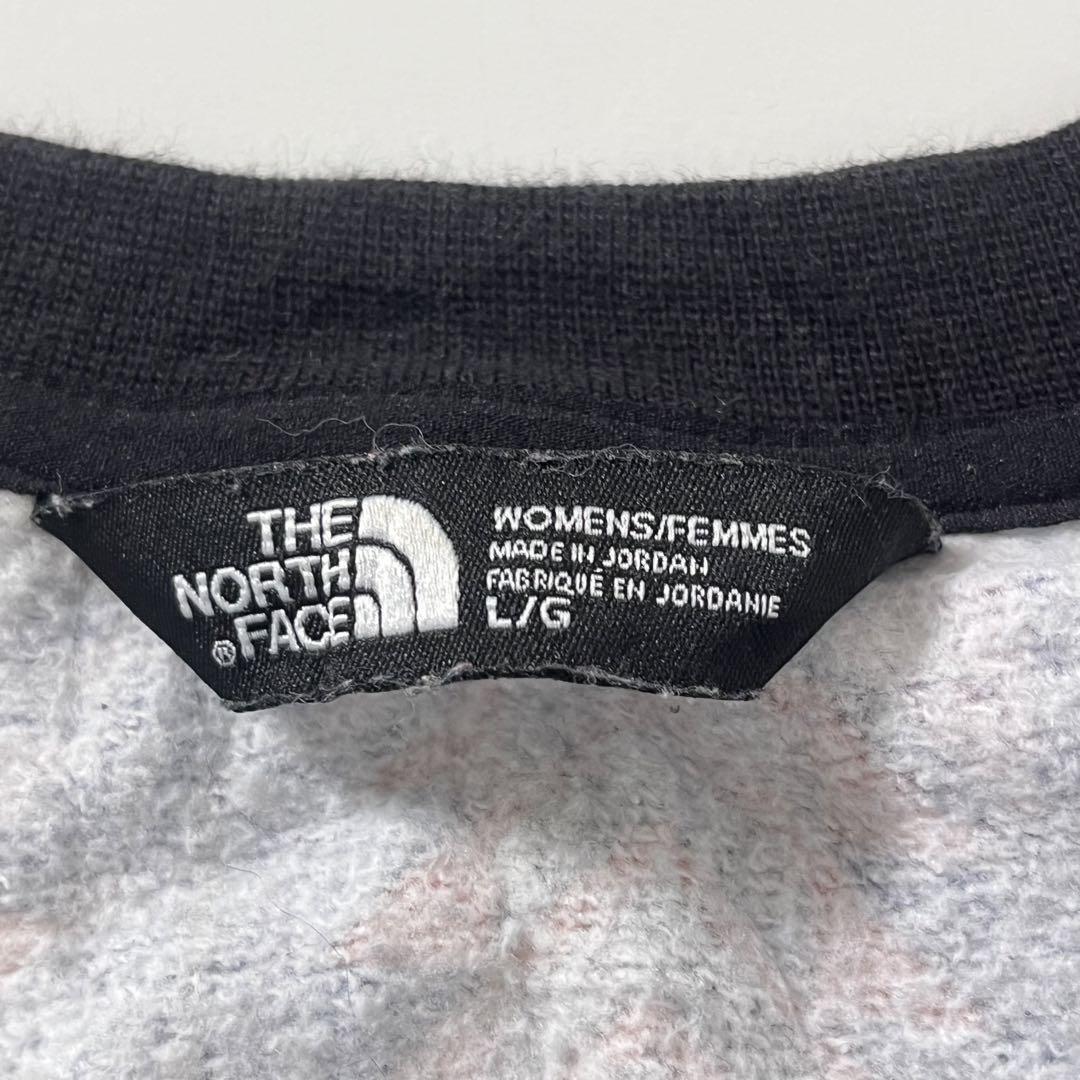 THE
NORTH
FACE
®
WOMENS/FEMMES
MADE IN JORDAN
FABRIQUÉ EN JORDANIE
L/G